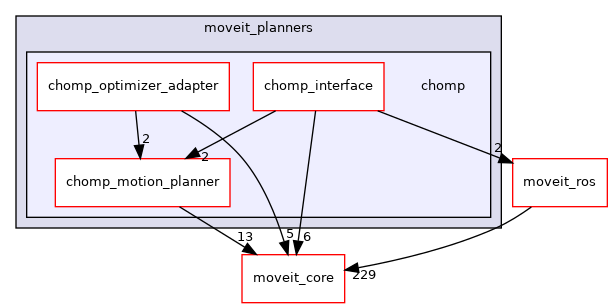 moveit_planners
chomp_optimizer_adapter
chomp_interface
chomp
2
2
2
chomp_motion_planner
moveit_ros
13
5
6
229
moveit_core